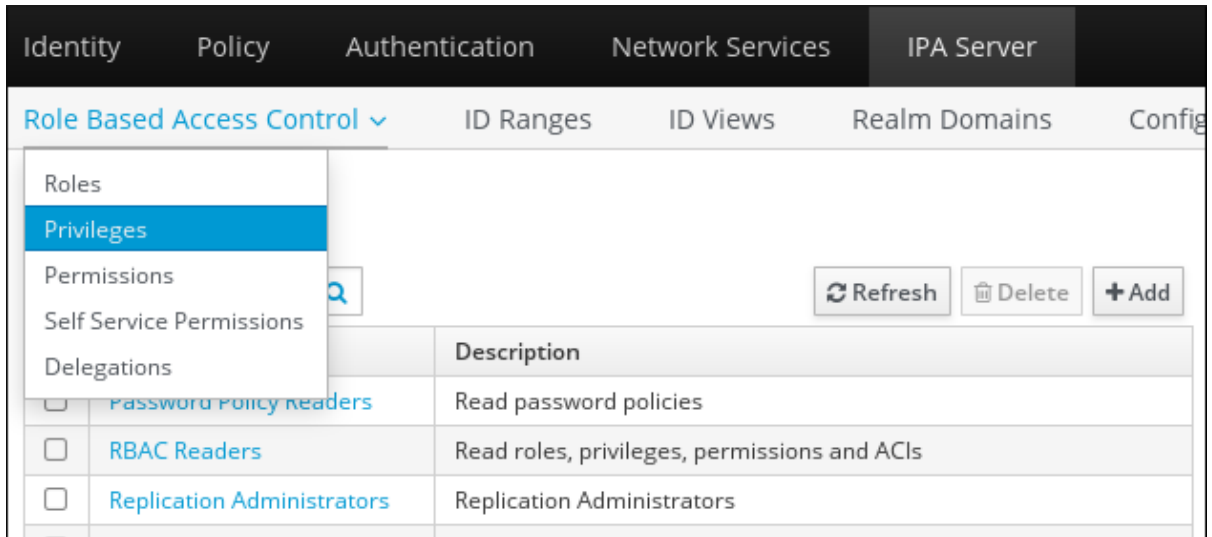 Identity Policy Authentication Network Services IPA Server
Role Based Access Control ID Ranges ID Views Realm Domains Config
Roles
Privileges
Permissions
Self Service Permissions
Delegations
Refresh Delete Add
Description
Password Policy Readers Read password policies
RBAC Readers Read roles, privileges, permissions and ACIs
Replication Administrators Replication Administrators